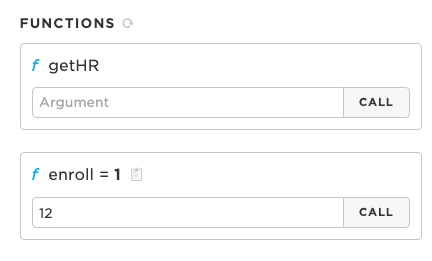 FUNCTIONS
f getHR
Argument CALL
f enroll = 1
12 CALL